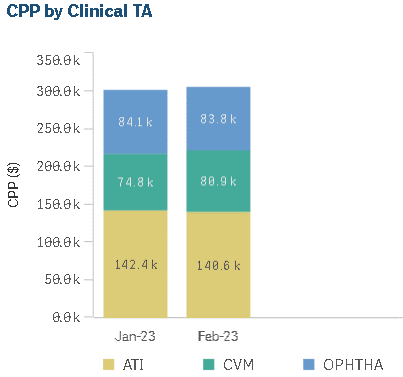 CPP by Clinical TA
350.0k
300.0k
250.0k
200.0k
150.0k
100.0k
50.0k
0.0k
CPP ($)
84.1k
83.8k
74.8k
80.9k
142.4k
140.6k
Jan-23
Feb-23
ATI
CVM
OPHTHA